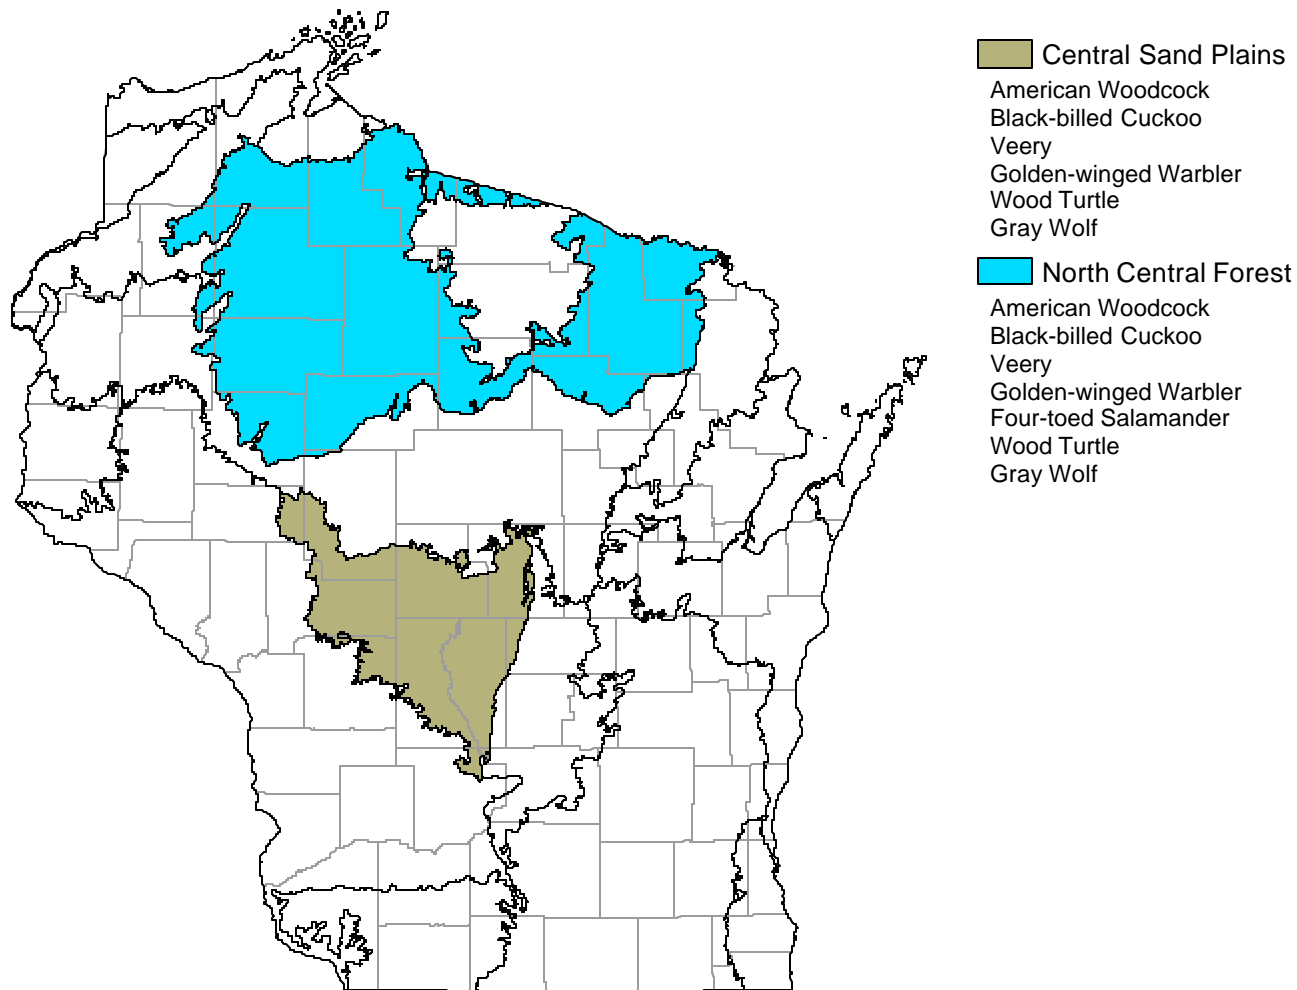 Central Sand Plains
American Woodcock
Black-billed Cuckoo
Veery
Golden-winged Warbler
Wood Turtle
Gray Wolf
North Central Forest
American Woodcock
Black-billed Cuckoo
Veery
Golden-winged Warbler
Four-toed Salamander
Wood Turtle
Gray Wolf